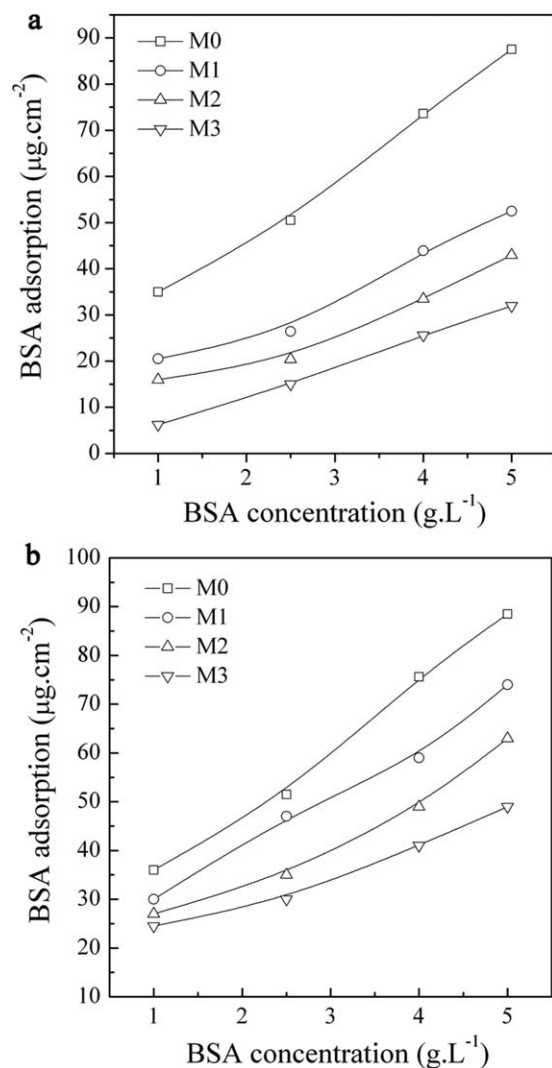 a
90
80
70
60
50
40
30
20
10
0
BSA adsorption (μg.cm⁻²)
M0
M1
M2
M3
1 2 3 4 5
BSA concentration (g.L⁻¹)
b
100
90
80
70
60
50
40
30
20
10
BSA adsorption (μg.cm⁻²)
M0
M1
M2
M3
1 2 3 4 5
BSA concentration (g.L⁻¹)